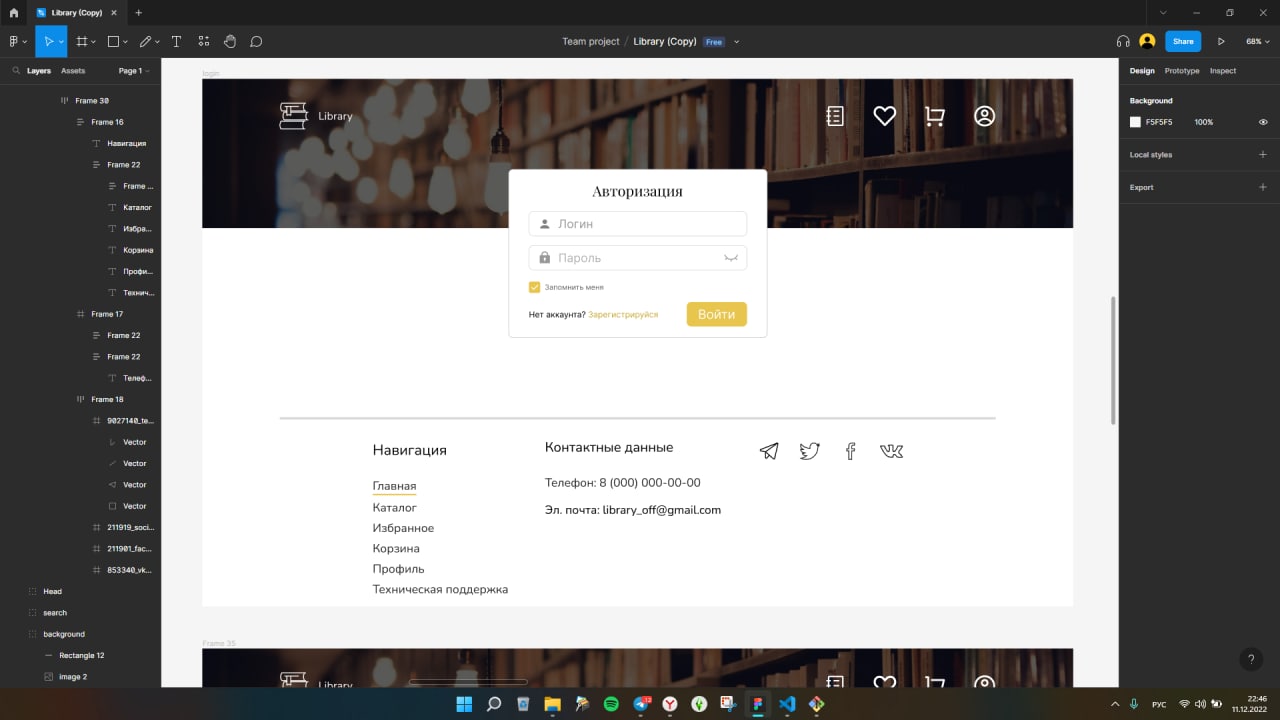 Library (Copy)
Team project / Library (Copy) Free
Share
68%
Layers
Assets
Page 1
Design
Prototype
Inspect
Frame 30
Frame 16
Навигация
Frame 22
Frame ...
Каталог
Избра...
Корзина
Профи...
Технич...
Frame 17
Frame 22
Frame 22
Телеф...
Frame 18
9027140_te...
Vector
Vector
Vector
Vector
211919_soci...
211901_fac...
853340_vk...
Head
search
background
Rectangle 12
image 2
login
Library
Авторизация
Логин
Пароль
Запомнить меня
Нет аккаунта? Зарегистрируйся
Войти
Навигация
Главная
Каталог
Избранное
Корзина
Профиль
Техническая поддержка
Контактные данные
Телефон: 8 (000) 000-00-00
Эл. почта: library_off@gmail.com
Frame 35
Library
Background
F5F5F5
100%
Local styles
Export
?
РУС
22:46
11.12.2022